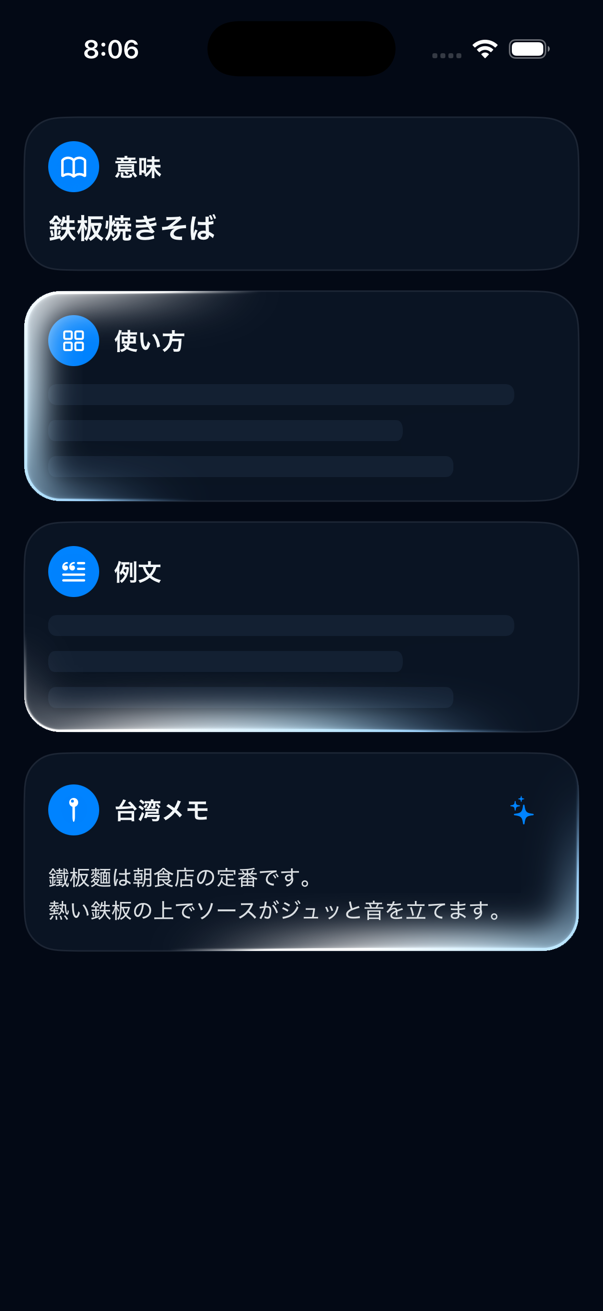 8:06
意味
鉄板焼きそば
使い方
例文
台湾メモ
鐵板麵は朝食店の定番です。
熱い鉄板の上でソースがジュッと音を立てます。